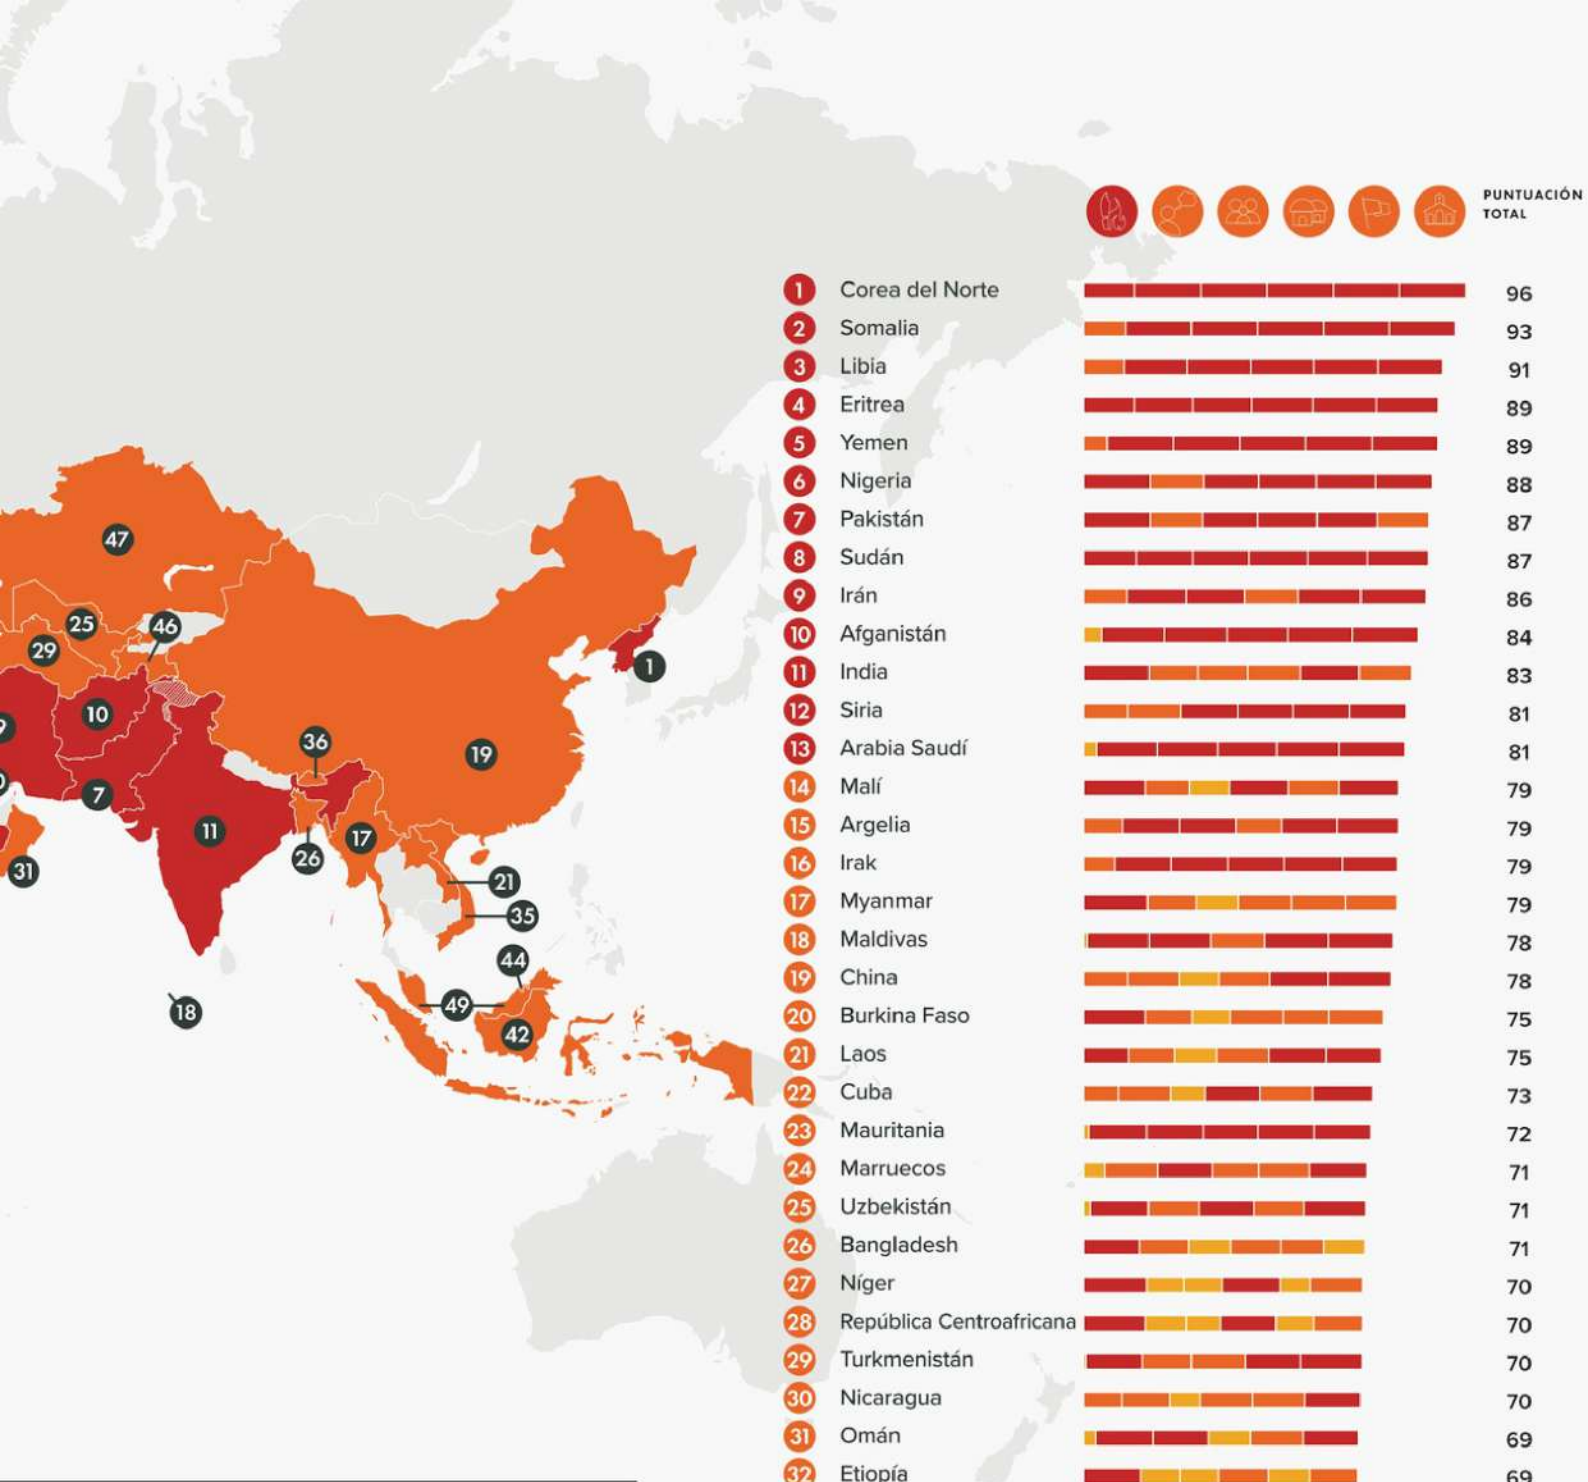 PUNTUACIÓN
TOTAL
1 Corea del Norte 96
2 Somalia 93
3 Libia 91
4 Eritrea 89
5 Yemen 89
6 Nigeria 88
7 Pakistán 87
8 Sudán 87
9 Irán 86
10 Afganistán 84
11 India 83
12 Siria 81
13 Arabia Saudí 81
14 Malí 79
15 Argelia 79
16 Irak 79
17 Myanmar 79
18 Maldivas 78
19 China 78
20 Burkina Faso 75
21 Laos 75
22 Cuba 73
23 Mauritania 72
24 Marruecos 71
25 Uzbekistán 71
26 Bangladesh 71
27 Níger 70
28 República Centroafricana 70
29 Turkmenistán 70
30 Nicaragua 70
31 Omán 69
32 Etiopía 69
47
25
46
29
1
10
9
36
19
7
11
17
26
31
21
35
44
49
18
42